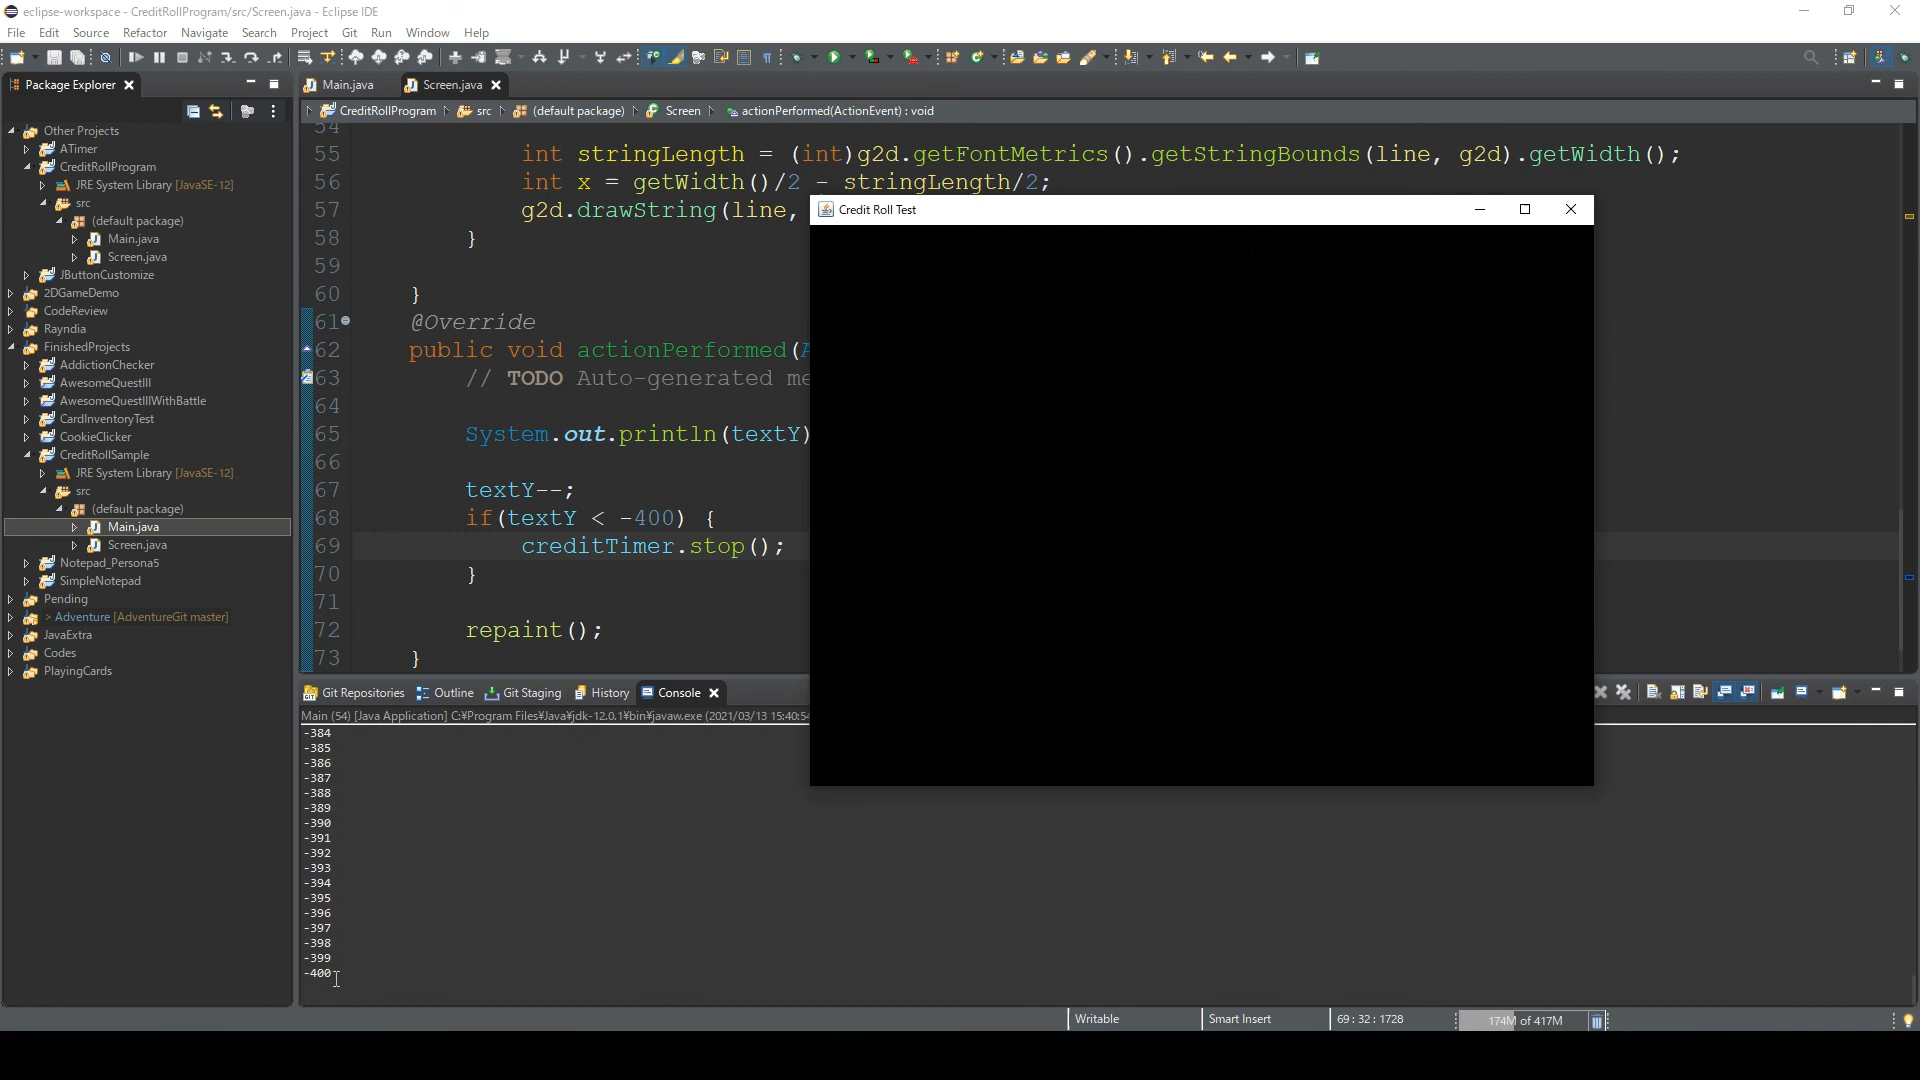 eclipse-workspace - CreditRollProgram/src/Screen.java - Eclipse IDE
File Edit Source Refactor Navigate Search Project Git Run Window Help
Package Explorer
Main.java
Screen.java
CreditRollProgram
src
(default package)
Screen
actionPerformed(ActionEvent) : void
Other Projects
ATimer
CreditRollProgram
JRE System Library [JavaSE-12]
src
(default package)
Main.java
Screen.java
JButtonCustomize
2DGameDemo
CodeReview
Rayndia
FinishedProjects
AddictionChecker
AwesomeQuestIII
AwesomeQuestIIIWithBattle
CardInventoryTest
CookieClicker
CreditRollSample
JRE System Library [JavaSE-12]
src
(default package)
Main.java
Screen.java
Notepad_Persona5
SimpleNotepad
Pending
> Adventure [AdventureGit master]
JavaExtra
Codes
PlayingCards
54
55 int stringLength = (int)g2d.getFontMetrics().getStringBounds(line, g2d).getWidth();
56 int x = getWidth()/2 - stringLength/2;
57 g2d.drawString(line,
58 }
59
60 }
61 @Override
62 public void actionPerformed(
63 // TODO Auto-generated me
64
65 System.out.println(textY)
66
67 textY--;
68 if(textY < -400) {
69 creditTimer.stop();
70 }
71
72 repaint();
73 }
Credit Roll Test
Git Repositories Outline Git Staging History Console
Main (54) [Java Application] C:¥Program Files¥Java¥jdk-12.0.1¥bin¥javaw.exe (2021/03/13 15:40:54
-384
-385
-386
-387
-388
-389
-390
-391
-392
-393
-394
-395
-396
-397
-398
-399
-400
Writable
Smart Insert
69 : 32 : 1728
174M of 417M